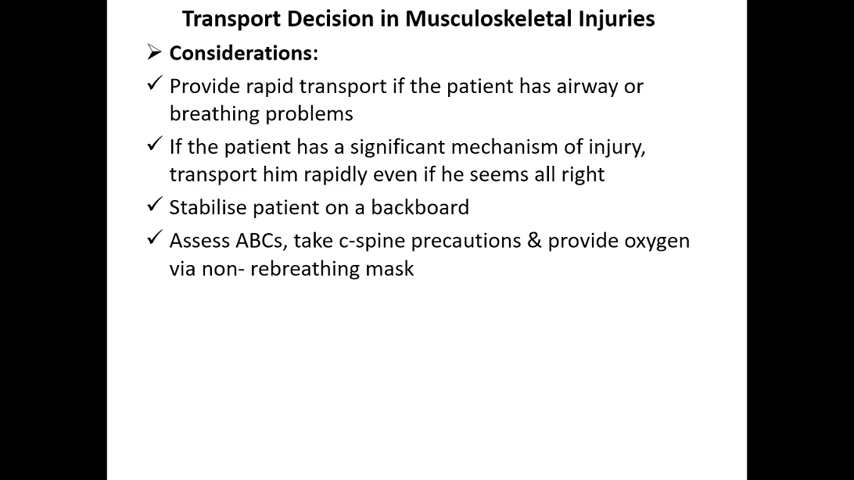 Transport Decision in Musculoskeletal Injuries
➤ Considerations:
✓ Provide rapid transport if the patient has airway or
breathing problems
✓ If the patient has a significant mechanism of injury,
transport him rapidly even if he seems all right
✓ Stabilise patient on a backboard
✓ Assess ABCs, take c-spine precautions & provide oxygen
via non- rebreathing mask